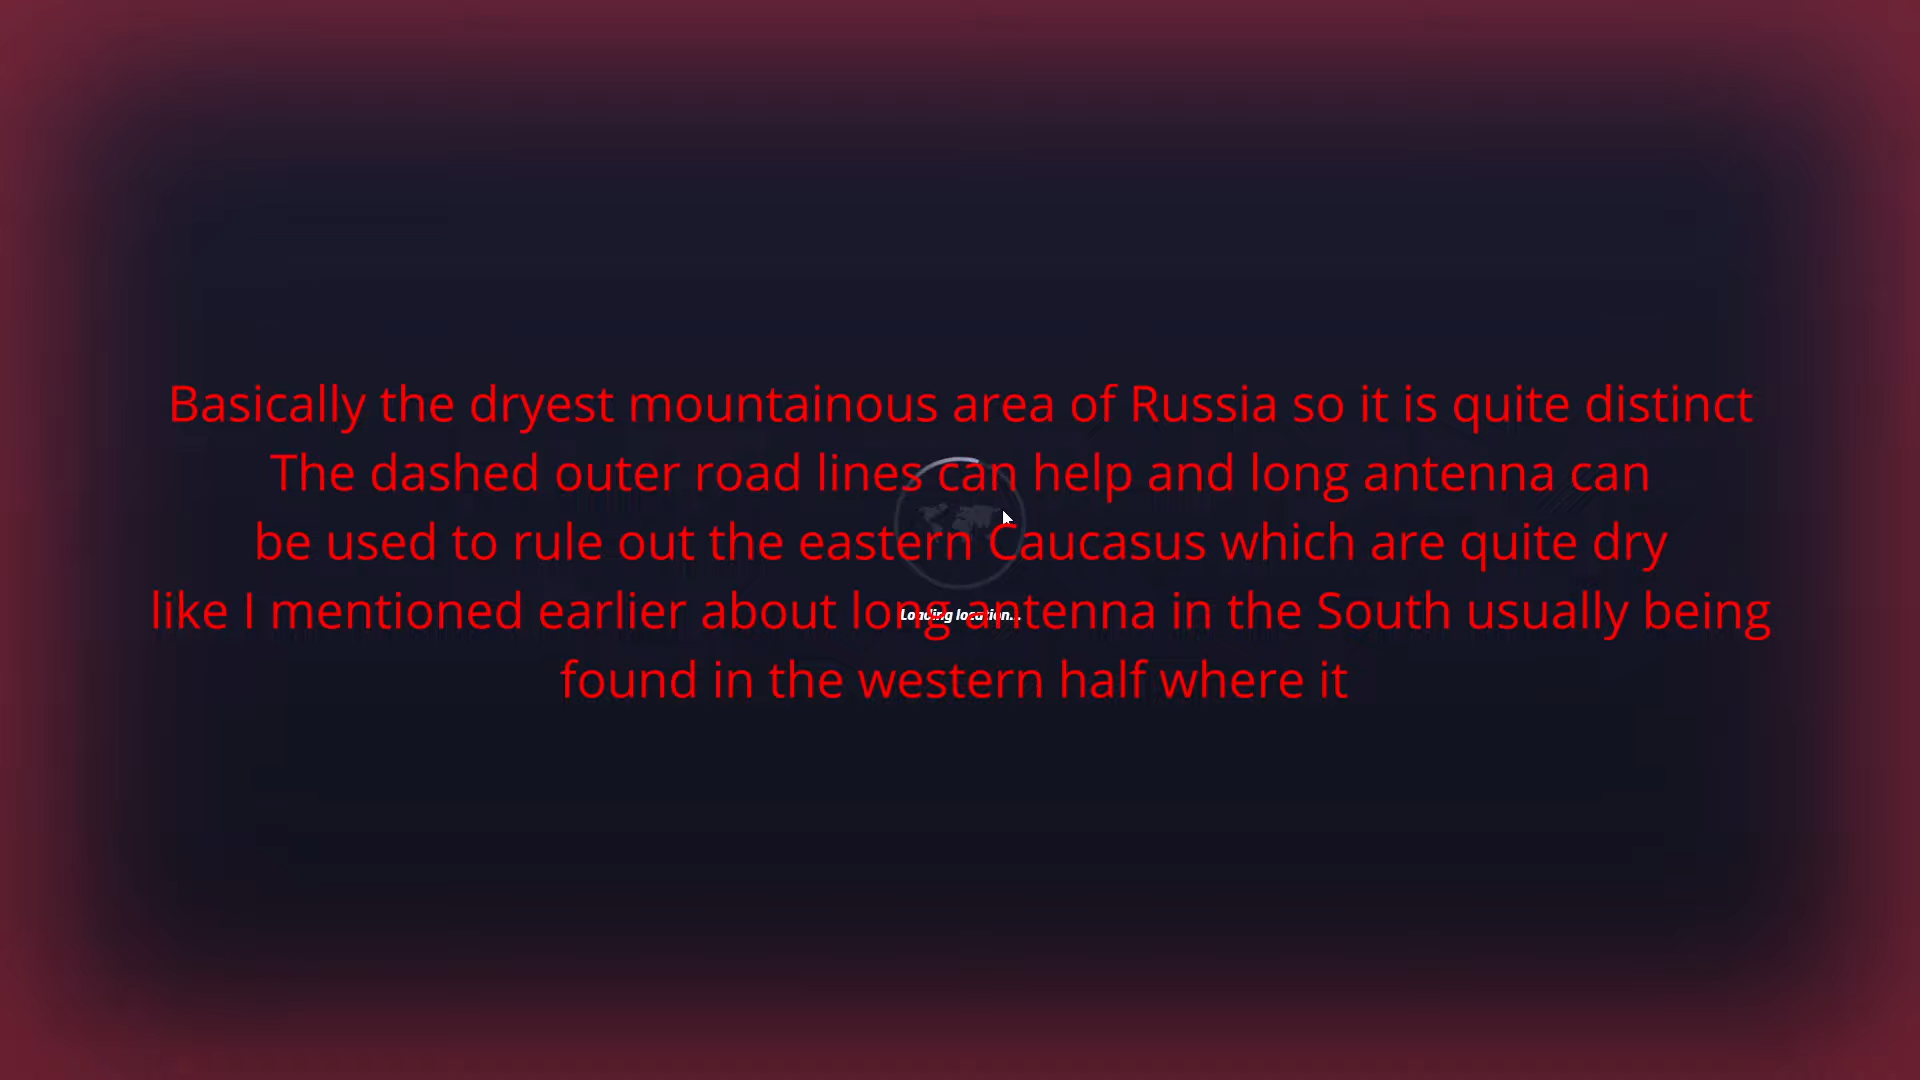 Basically the dryest mountainous area of Russia so it is quite distinct
The dashed outer road lines can help and long antenna can
be used to rule out the eastern Caucasus which are quite dry
like I mentioned earlier about long antenna in the South usually being
Loading location...
found in the western half where it